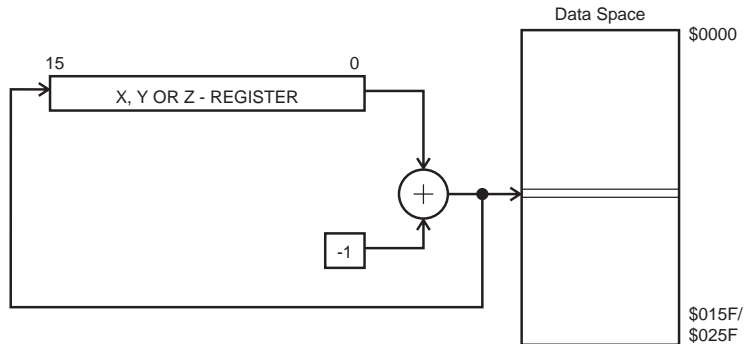 Data Space
$0000
15 0
X, Y OR Z - REGISTER
+
-1
$015F/
$025F